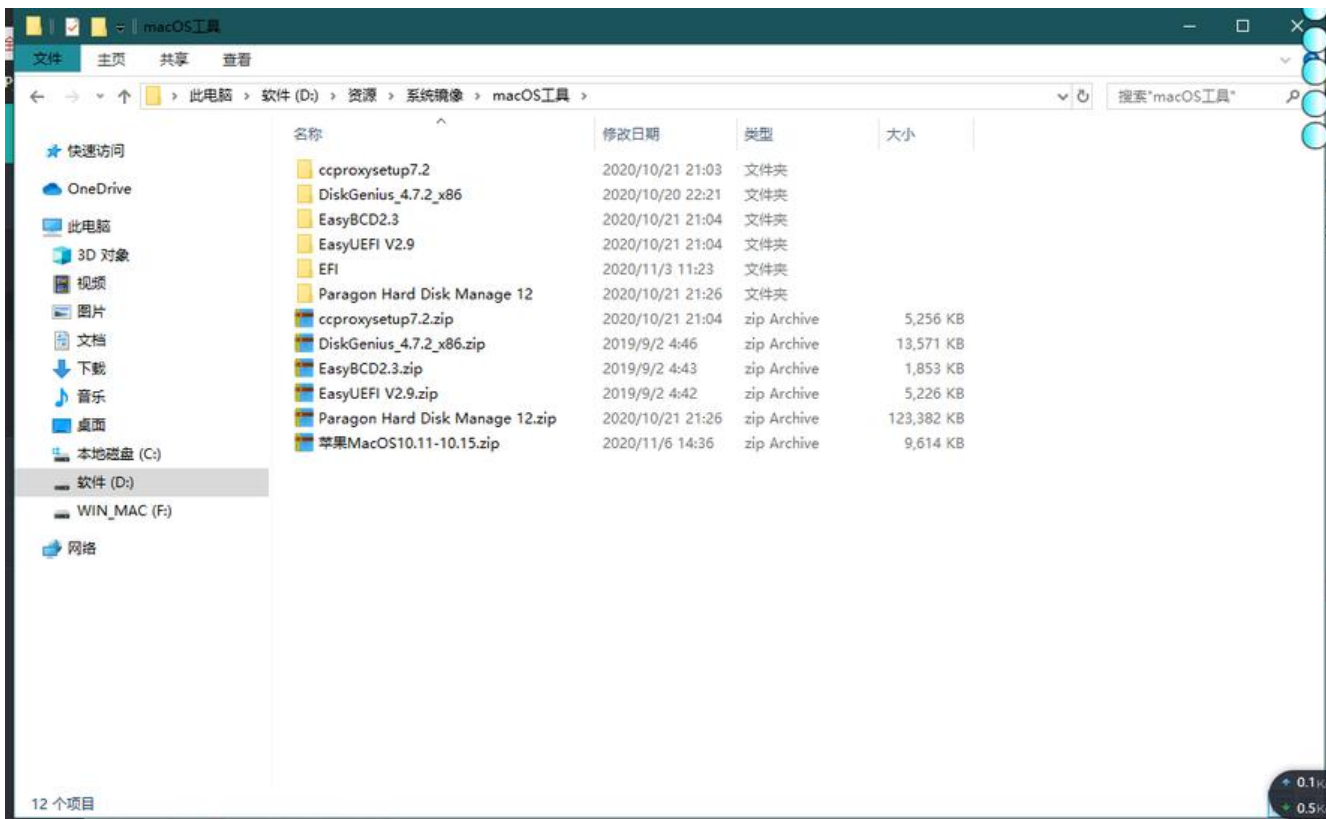 macOS工具
文件 主页 共享 查看
此电脑 › 软件 (D:) › 资源 › 系统镜像 › macOS工具 › 搜索"macOS工具"
名称 修改日期 类型 大小
快速访问
OneDrive
此电脑
3D 对象
视频
图片
文档
下载
音乐
桌面
本地磁盘 (C:)
软件 (D:)
WIN_MAC (F:)
网络
ccproxysetup7.2 2020/10/21 21:03 文件夹
DiskGenius_4.7.2_x86 2020/10/20 22:21 文件夹
EasyBCD2.3 2020/10/21 21:04 文件夹
EasyUEFI V2.9 2020/10/21 21:04 文件夹
EFI 2020/11/3 11:23 文件夹
Paragon Hard Disk Manage 12 2020/10/21 21:26 文件夹
ccproxysetup7.2.zip 2020/10/21 21:04 zip Archive 5,256 KB
DiskGenius_4.7.2_x86.zip 2019/9/2 4:46 zip Archive 13,571 KB
EasyBCD2.3.zip 2019/9/2 4:43 zip Archive 1,853 KB
EasyUEFI V2.9.zip 2019/9/2 4:42 zip Archive 5,226 KB
Paragon Hard Disk Manage 12.zip 2020/10/21 21:26 zip Archive 123,382 KB
苹果MacOS10.11-10.15.zip 2020/11/6 14:36 zip Archive 9,614 KB
12 个项目
0.1K
0.5K